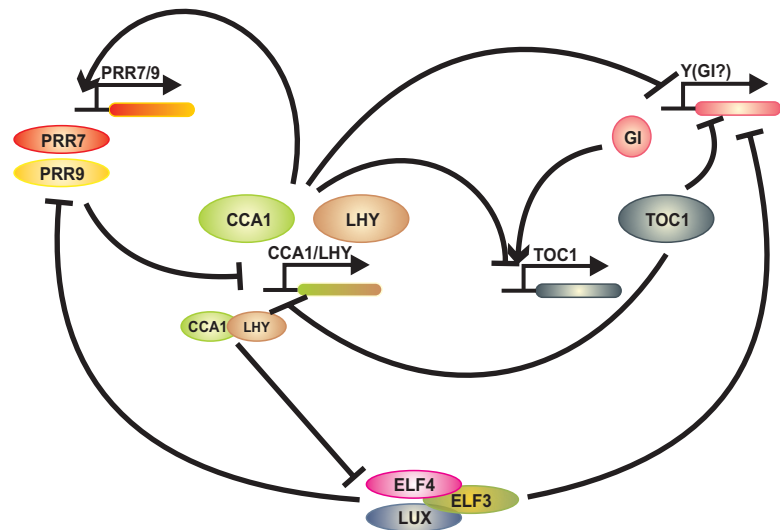 PRR7/9
Y(GI?)
PRR7
GI
PRR9
CCA1
LHY
TOC1
CCA1/LHY
TOC1
CCA1
LHY
ELF4
ELF3
LUX